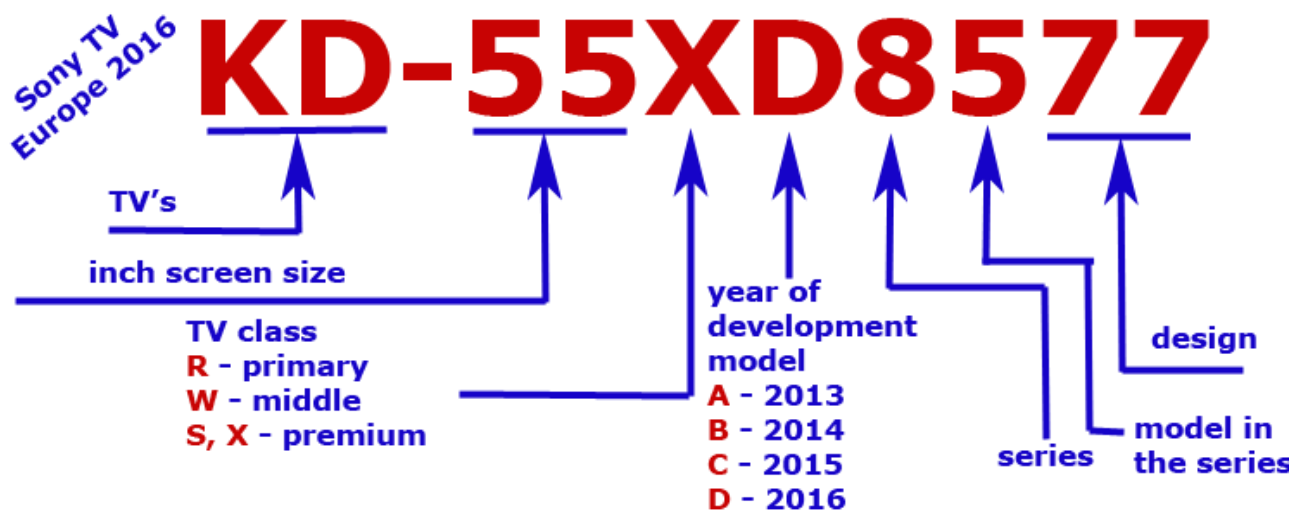 Sony TV
Europe 2016
KD-55XD8577
TV's
inch screen size
TV class
R - primary
W - middle
S, X - premium
year of
development
model
A - 2013
B - 2014
C - 2015
D - 2016
series
model in
the series
design